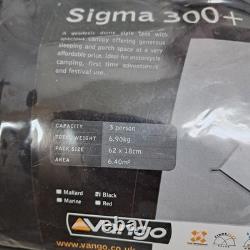 Sigma 300+
A geodesic dome style tent with
spacious canopy offering generous
sleeping and porch space at a very
affordable price. Ideal for motorcycle
camping, first time adventurers
and festival use.
CAPACITY 3 person
TOTAL WEIGHT 6.90kg
PACK SIZE 62 x 18cm
AREA 6.40m²
Mallard Black
Marine Red
vango
www.vango.co.uk